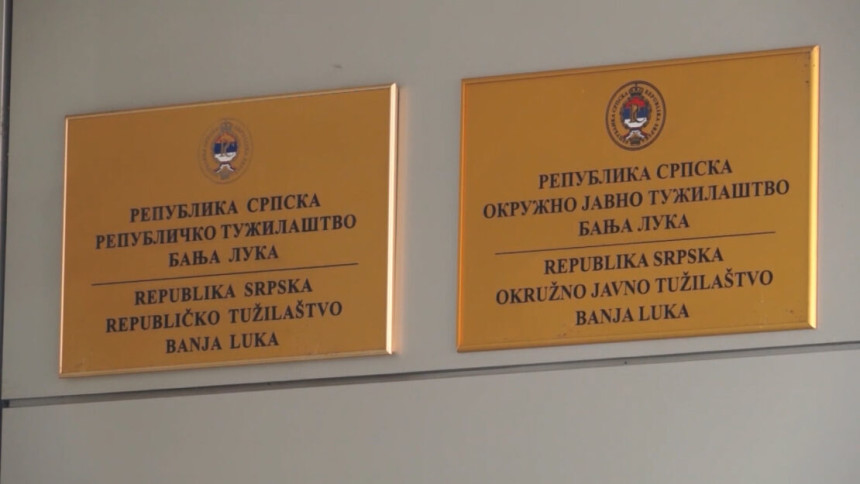 РЕПУБЛИКА СРПСКА
РЕПУБЛИЧКО ТУЖИЛАШТВО
БАЊА ЛУКА
REPUBLIKA SRPSKA
REPUBLIČKO TUŽILAŠTVO
BANJA LUKA
РЕПУБЛИКА СРПСКА
ОКРУЖНО ЈАВНО ТУЖИЛАШТВО
БАЊА ЛУКА
REPUBLIKA SRPSKA
OKRUŽNO JAVNO TUŽILAŠTVO
BANJA LUKA